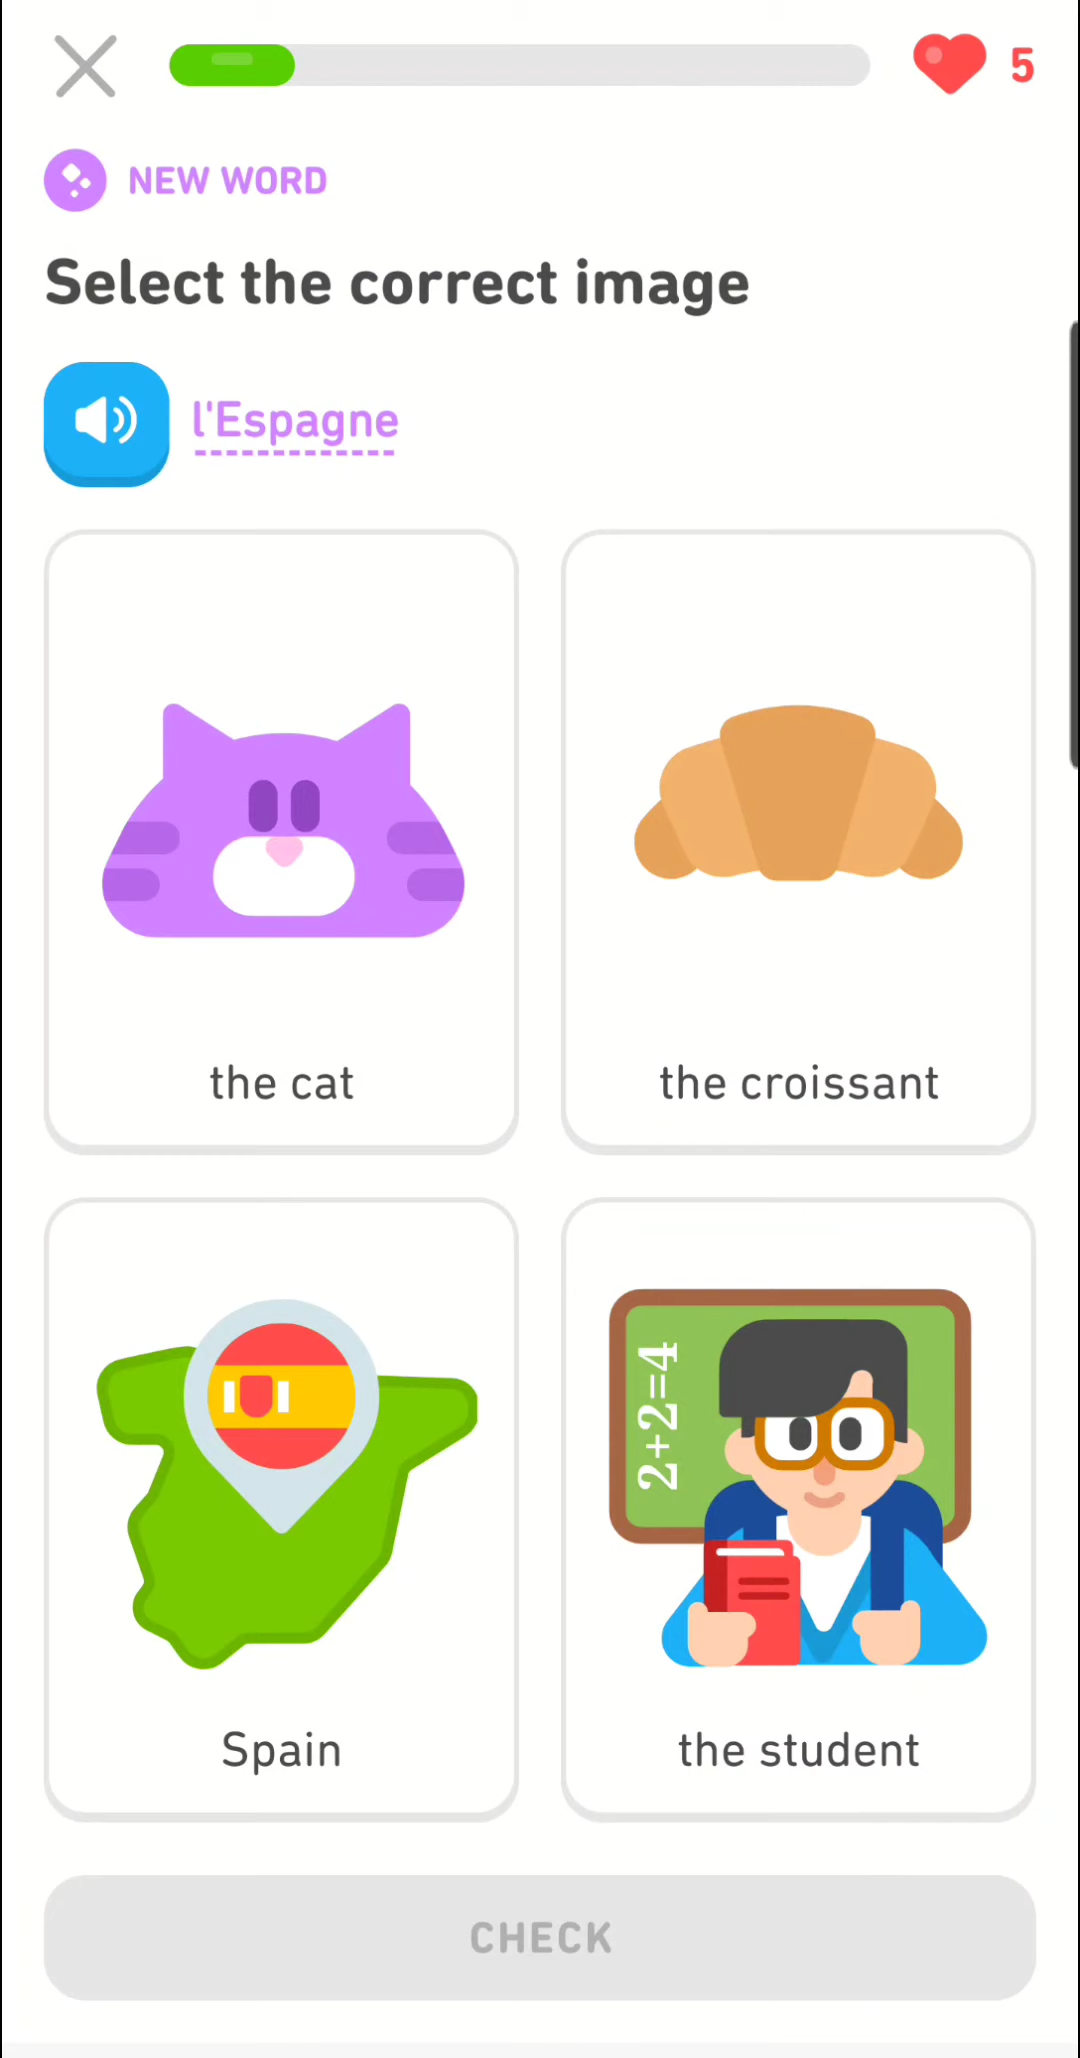 5
NEW WORD
Select the correct image
l'Espagne
the cat
the croissant
2+2=4
Spain
the student
CHECK